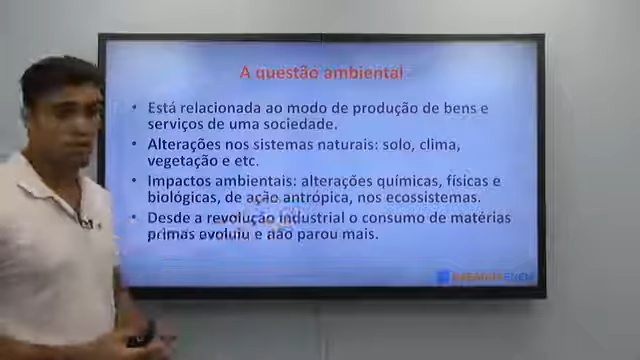 A questão ambiental
• Está relacionada ao modo de produção de bens e
serviços de uma sociedade.
• Alterações nos sistemas naturais: solo, clima,
vegetação e etc.
• Impactos ambientais: alterações químicas, físicas e
biológicas, de ação antrópica, nos ecossistemas.
• Desde a revolução industrial o consumo de matérias
primas evoluiu e não parou mais.